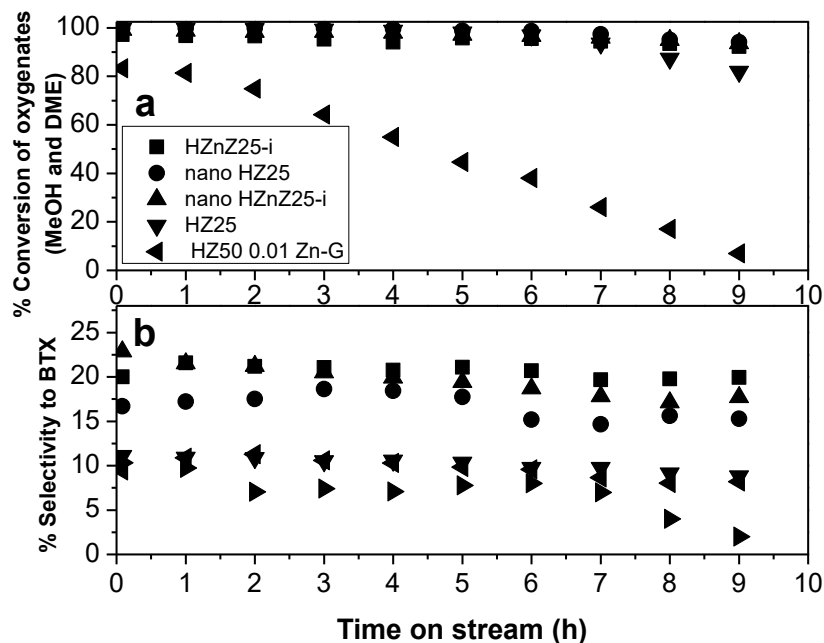 % Conversion of oxygenates
(MeOH and DME)
100
80
60
40
20
0
a
HZnZ25-i
nano HZ25
nano HZnZ25-i
HZ25
HZ50 0.01 Zn-G
0 1 2 3 4 5 6 7 8 9 10
% Selectivity to BTX
25
20
15
10
5
0
b
0 1 2 3 4 5 6 7 8 9 10
Time on stream (h)